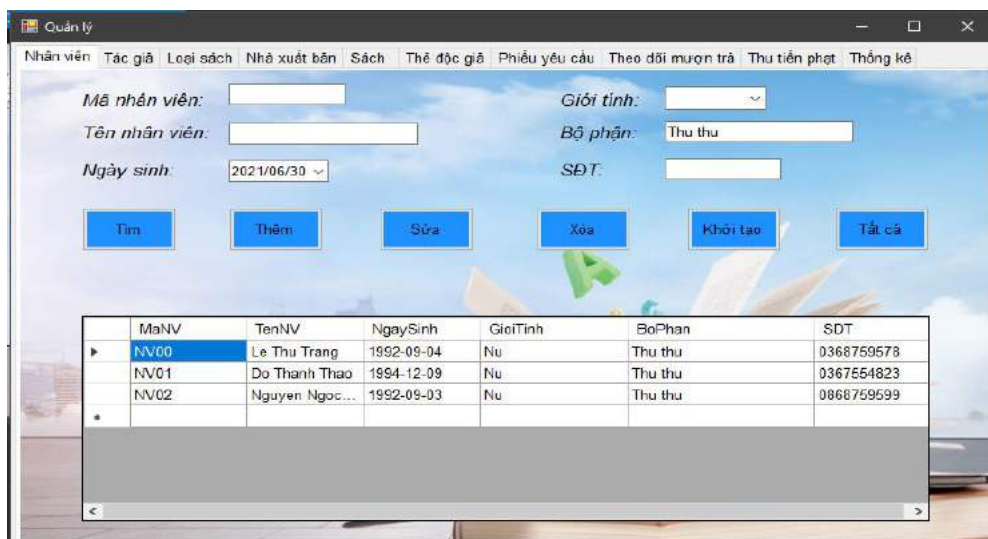 Quản lý
Nhân viên Tác giả Loại sách Nhà xuất bản Sách Thẻ độc giả Phiếu yêu cầu Theo dõi mượn trả Thu tiền phạt Thống kê
Mã nhân viên: Giới tính:
Tên nhân viên: Bộ phận: Thu thu
Ngày sinh: 2021/06/30 SĐT:
Tìm Thêm Sửa Xóa Khởi tạo Tất cả
MaNV TenNV NgaySinh GioiTinh BoPhan SDT
NV00 Le Thu Trang 1992-09-04 Nu Thu thu 0368759578
NV01 Do Thanh Thao 1994-12-09 Nu Thu thu 0367554823
NV02 Nguyen Ngoc... 1992-09-03 Nu Thu thu 0868759599